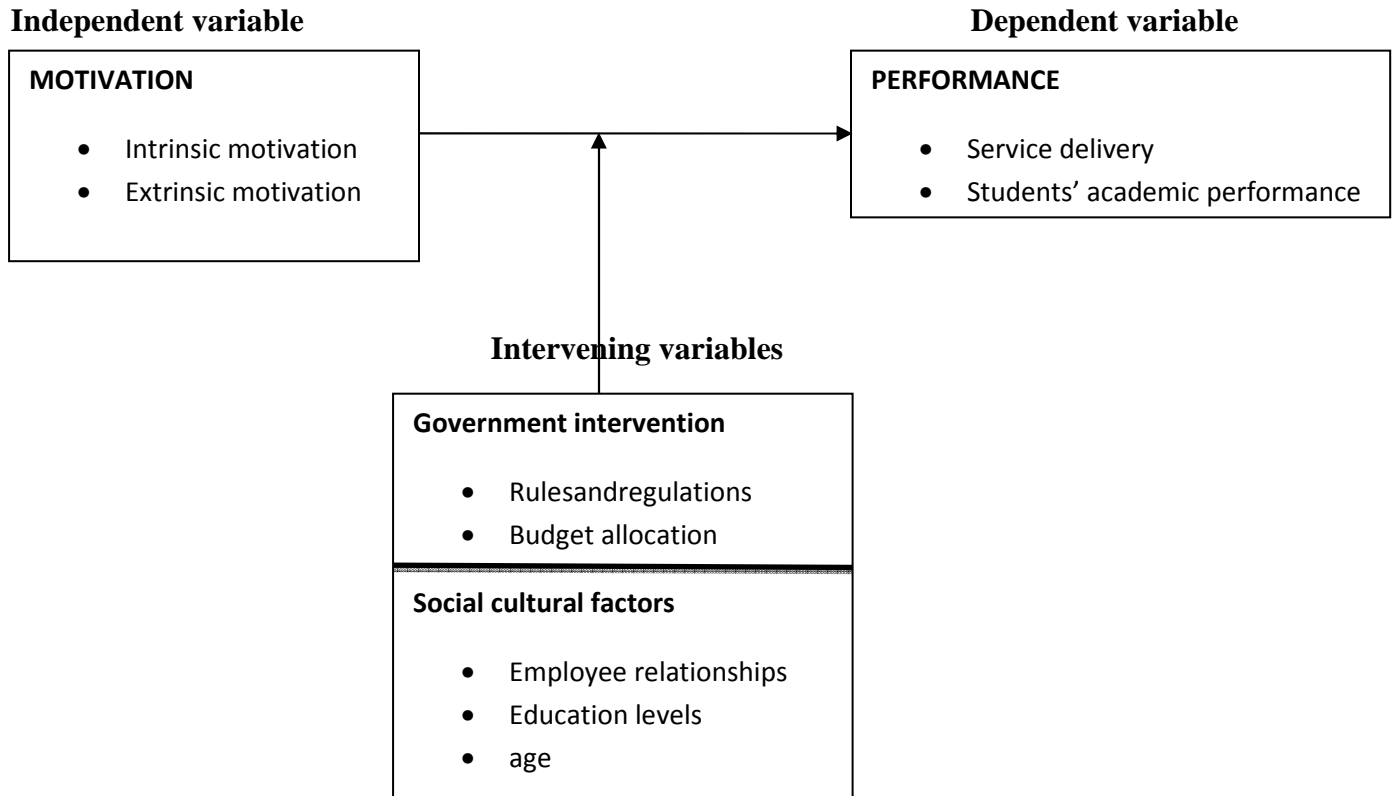 Independent variable
Dependent variable
MOTIVATION
• Intrinsic motivation
• Extrinsic motivation
PERFORMANCE
• Service delivery
• Students’ academic performance
Intervening variables
Government intervention
• Rulesandregulations
• Budget allocation
Social cultural factors
• Employee relationships
• Education levels
• age